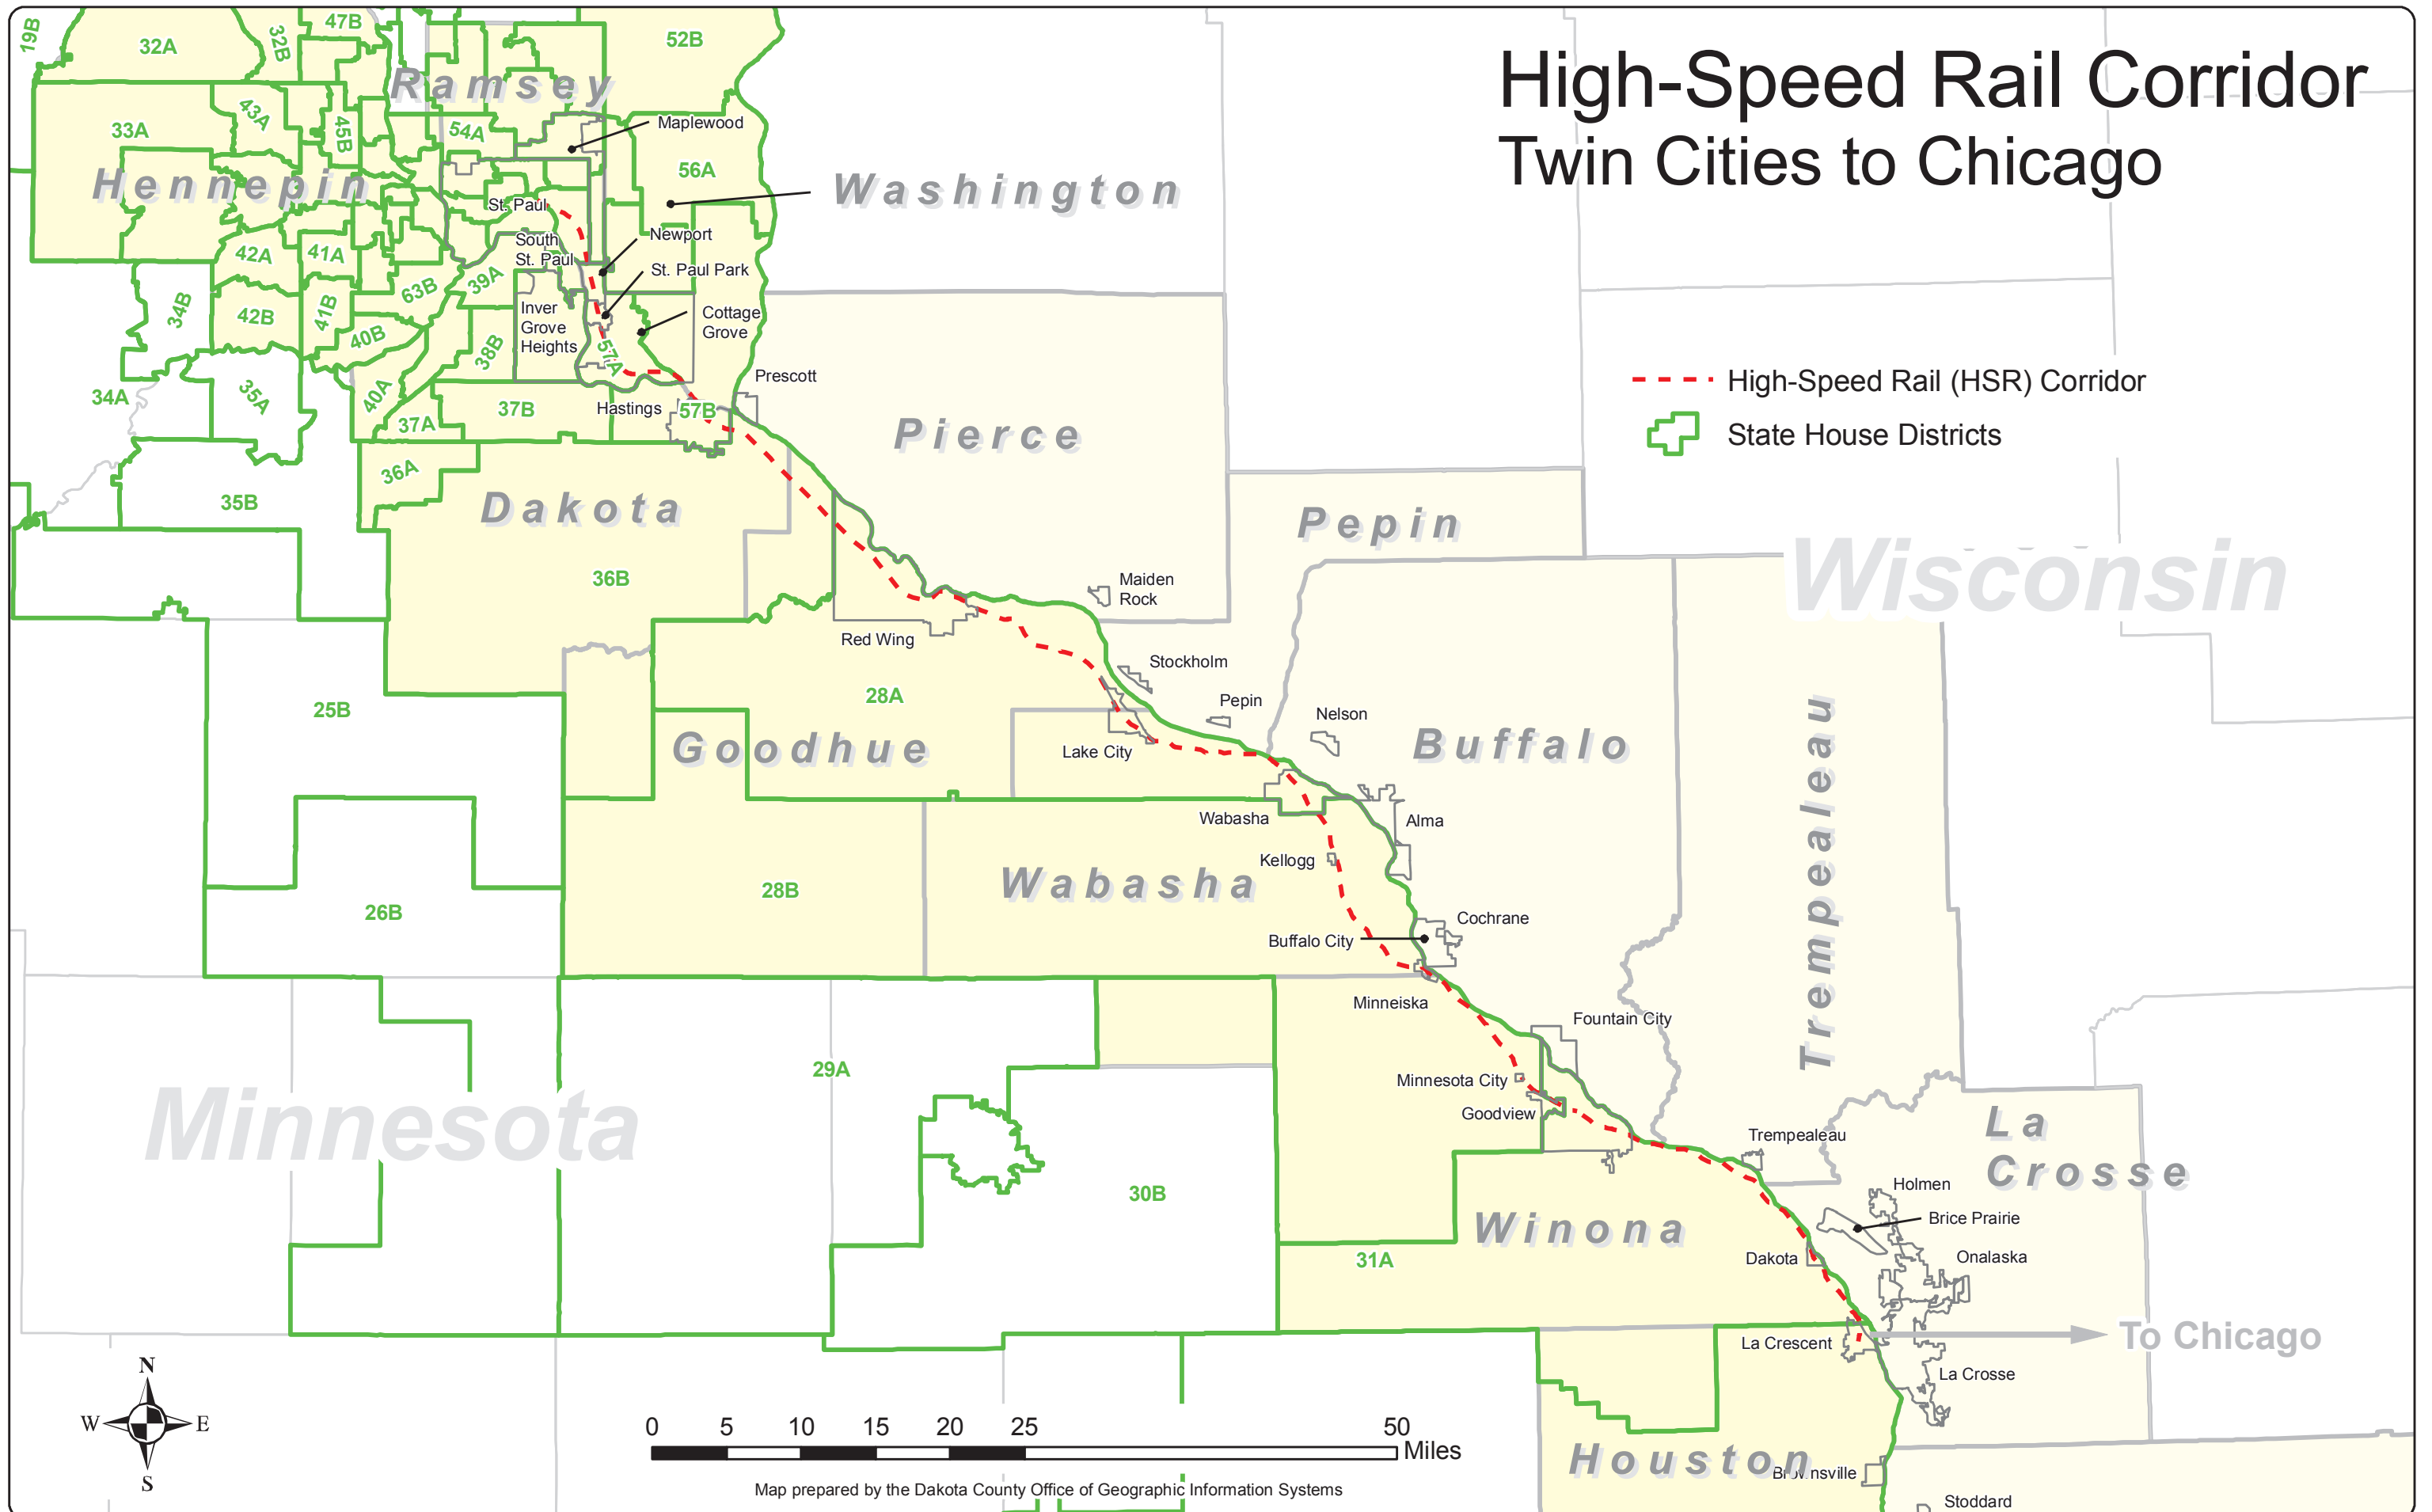 High-Speed Rail Corridor
Twin Cities to Chicago
High-Speed Rail (HSR) Corridor
State House Districts
19B
32A
32B
47B
52B
Ramsey
43A
33A
45B
54A
Maplewood
56A
Hennepin
Washington
St. Paul
Newport
South
St. Paul
St. Paul Park
42A
41A
39A
63B
34B
42B
41B
40B
38B
Inver
Grove
Heights
Cottage
Grove
57A
34A
35A
40A
37A
37B
Hastings
57B
Prescott
Pierce
36A
35B
Dakota
Pepin
Wisconsin
36B
Maiden
Rock
Red Wing
Stockholm
28A
25B
Pepin
Nelson
Goodhue
Lake City
Buffalo
Trempealeau
Wabasha
Alma
Kellogg
28B
Wabasha
26B
Cochrane
Buffalo City
Minneiska
Fountain City
29A
Minnesota City
Goodview
Minnesota
La
Crosse
Trempealeau
30B
Holmen
Brice Prairie
Winona
Dakota
Onalaska
31A
La Crescent
To Chicago
La Crosse
Houston
Brownsville
Stoddard
N
W E
S
0 5 10 15 20 25 50
Miles
Map prepared by the Dakota County Office of Geographic Information Systems